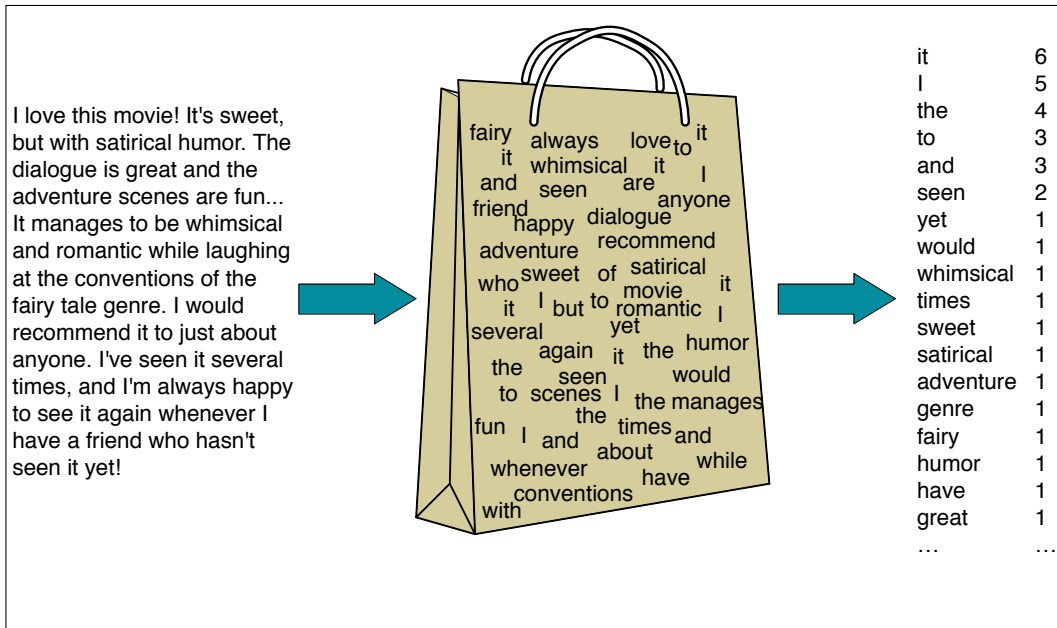 I love this movie! It's sweet,
but with satirical humor. The
dialogue is great and the
adventure scenes are fun...
It manages to be whimsical
and romantic while laughing
at the conventions of the
fairy tale genre. I would
recommend it to just about
anyone. I've seen it several
times, and I'm always happy
to see it again whenever I
have a friend who hasn't
seen it yet!
fairy always love to it
it whimsical it I
and seen are anyone
friend happy dialogue
adventure recommend
who sweet of satirical
it I but to movie it
romantic I
several yet
again it the humor
the seen would
to scenes I the manages
fun the times and
I and about
whenever have while
conventions
with
it 6
I 5
the 4
to 3
and 3
seen 2
yet 1
would 1
whimsical 1
times 1
sweet 1
satirical 1
adventure 1
genre 1
fairy 1
humor 1
have 1
great 1
… …